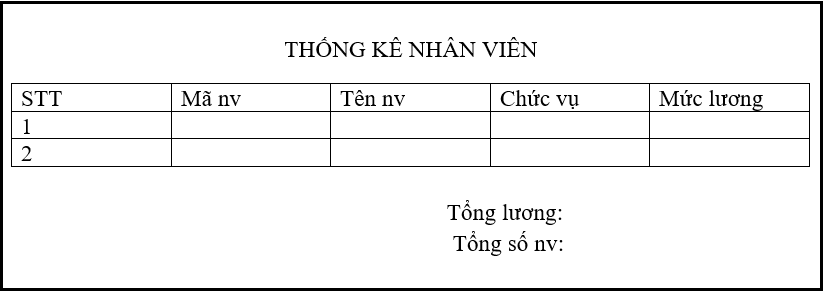 THỐNG KÊ NHÂN VIÊN
STT Mã nv Tên nv Chức vụ Mức lương
1
2
Tổng lương:
Tổng số nv: